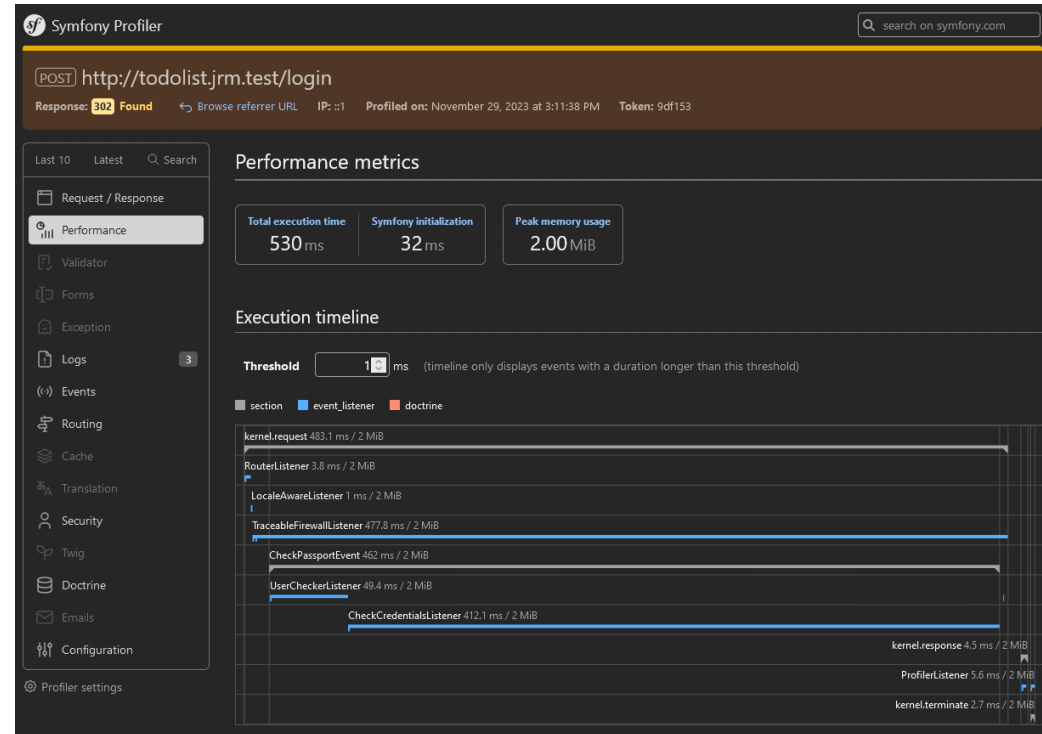 Symfony Profiler
search on symfony.com
POST http://todolist.jrm.test/login
Response: 302 Found Browse referrer URL IP: ::1 Profiled on: November 29, 2023 at 3:11:38 PM Token: 9df153
Last 10 Latest Search
Request / Response
Performance
Validator
Forms
Exception
Logs 3
Events
Routing
Cache
Translation
Security
Twig
Doctrine
Emails
Configuration
Profiler settings
Performance metrics
Total execution time Symfony initialization Peak memory usage
530 ms 32 ms 2.00 MiB
Execution timeline
Threshold 1 ms (timeline only displays events with a duration longer than this threshold)
section event_listener doctrine
kernel.request 483.1 ms / 2 MiB
RouterListener 3.8 ms / 2 MiB
LocaleAwareListener 1 ms / 2 MiB
TraceableFirewallListener 477.8 ms / 2 MiB
CheckPassportEvent 462 ms / 2 MiB
UserCheckerListener 49.4 ms / 2 MiB
CheckCredentialsListener 412.1 ms / 2 MiB
kernel.response 4.5 ms / 2 MiB
ProfilerListener 5.6 ms / 2 MiB
kernel.terminate 2.7 ms / 2 MiB